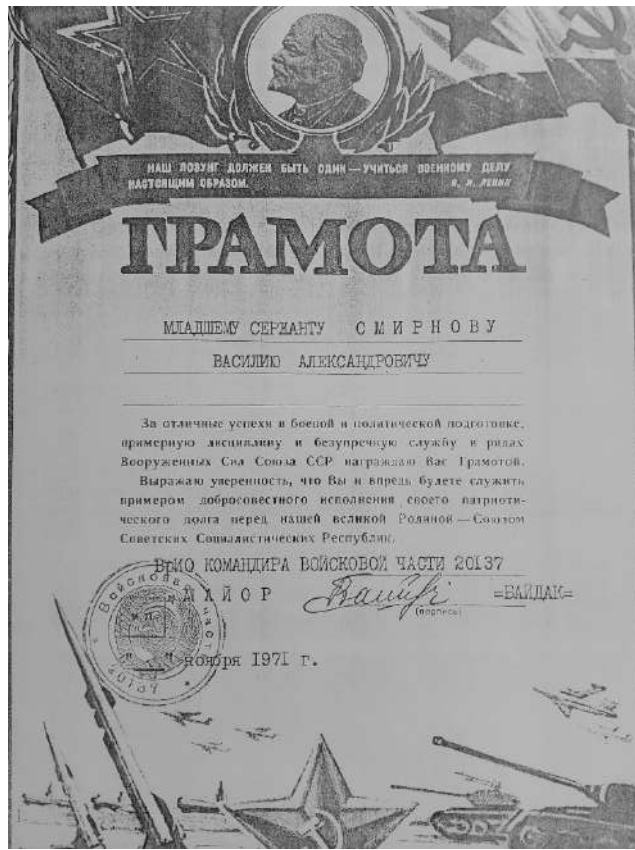 НАШ ЛОЗУНГ ДОЛЖЕН БЫТЬ ОДИН — УЧИТЬСЯ ВОЕННОМУ ДЕЛУ
НАСТОЯЩИМ ОБРАЗОМ. В. И. ЛЕНИН
ГРАМОТА
МЛАДШЕМУ СЕРЖАНТУ СМИРНОВУ
ВАСИЛИЮ АЛЕКСАНДРОВИЧУ
За отличные успехи в боевой и политической подготовке,
примерную дисциплину и безупречную службу в рядах
Вооруженных Сил Союза ССР награждаю Вас Грамотой.
Выражаю уверенность, что Вы и впредь будете служить
примером добросовестного исполнения своего патриоти-
ческого долга перед нашей великой Родиной — Союзом
Советских Социалистических Республик.
ВРИО КОМАНДИРА ВОЙСКОВОЙ ЧАСТИ 20137
МАЙОР =БАЙДАК=
(подпись)
Войсковая часть
20137
М. П.
ноября 1971 г.